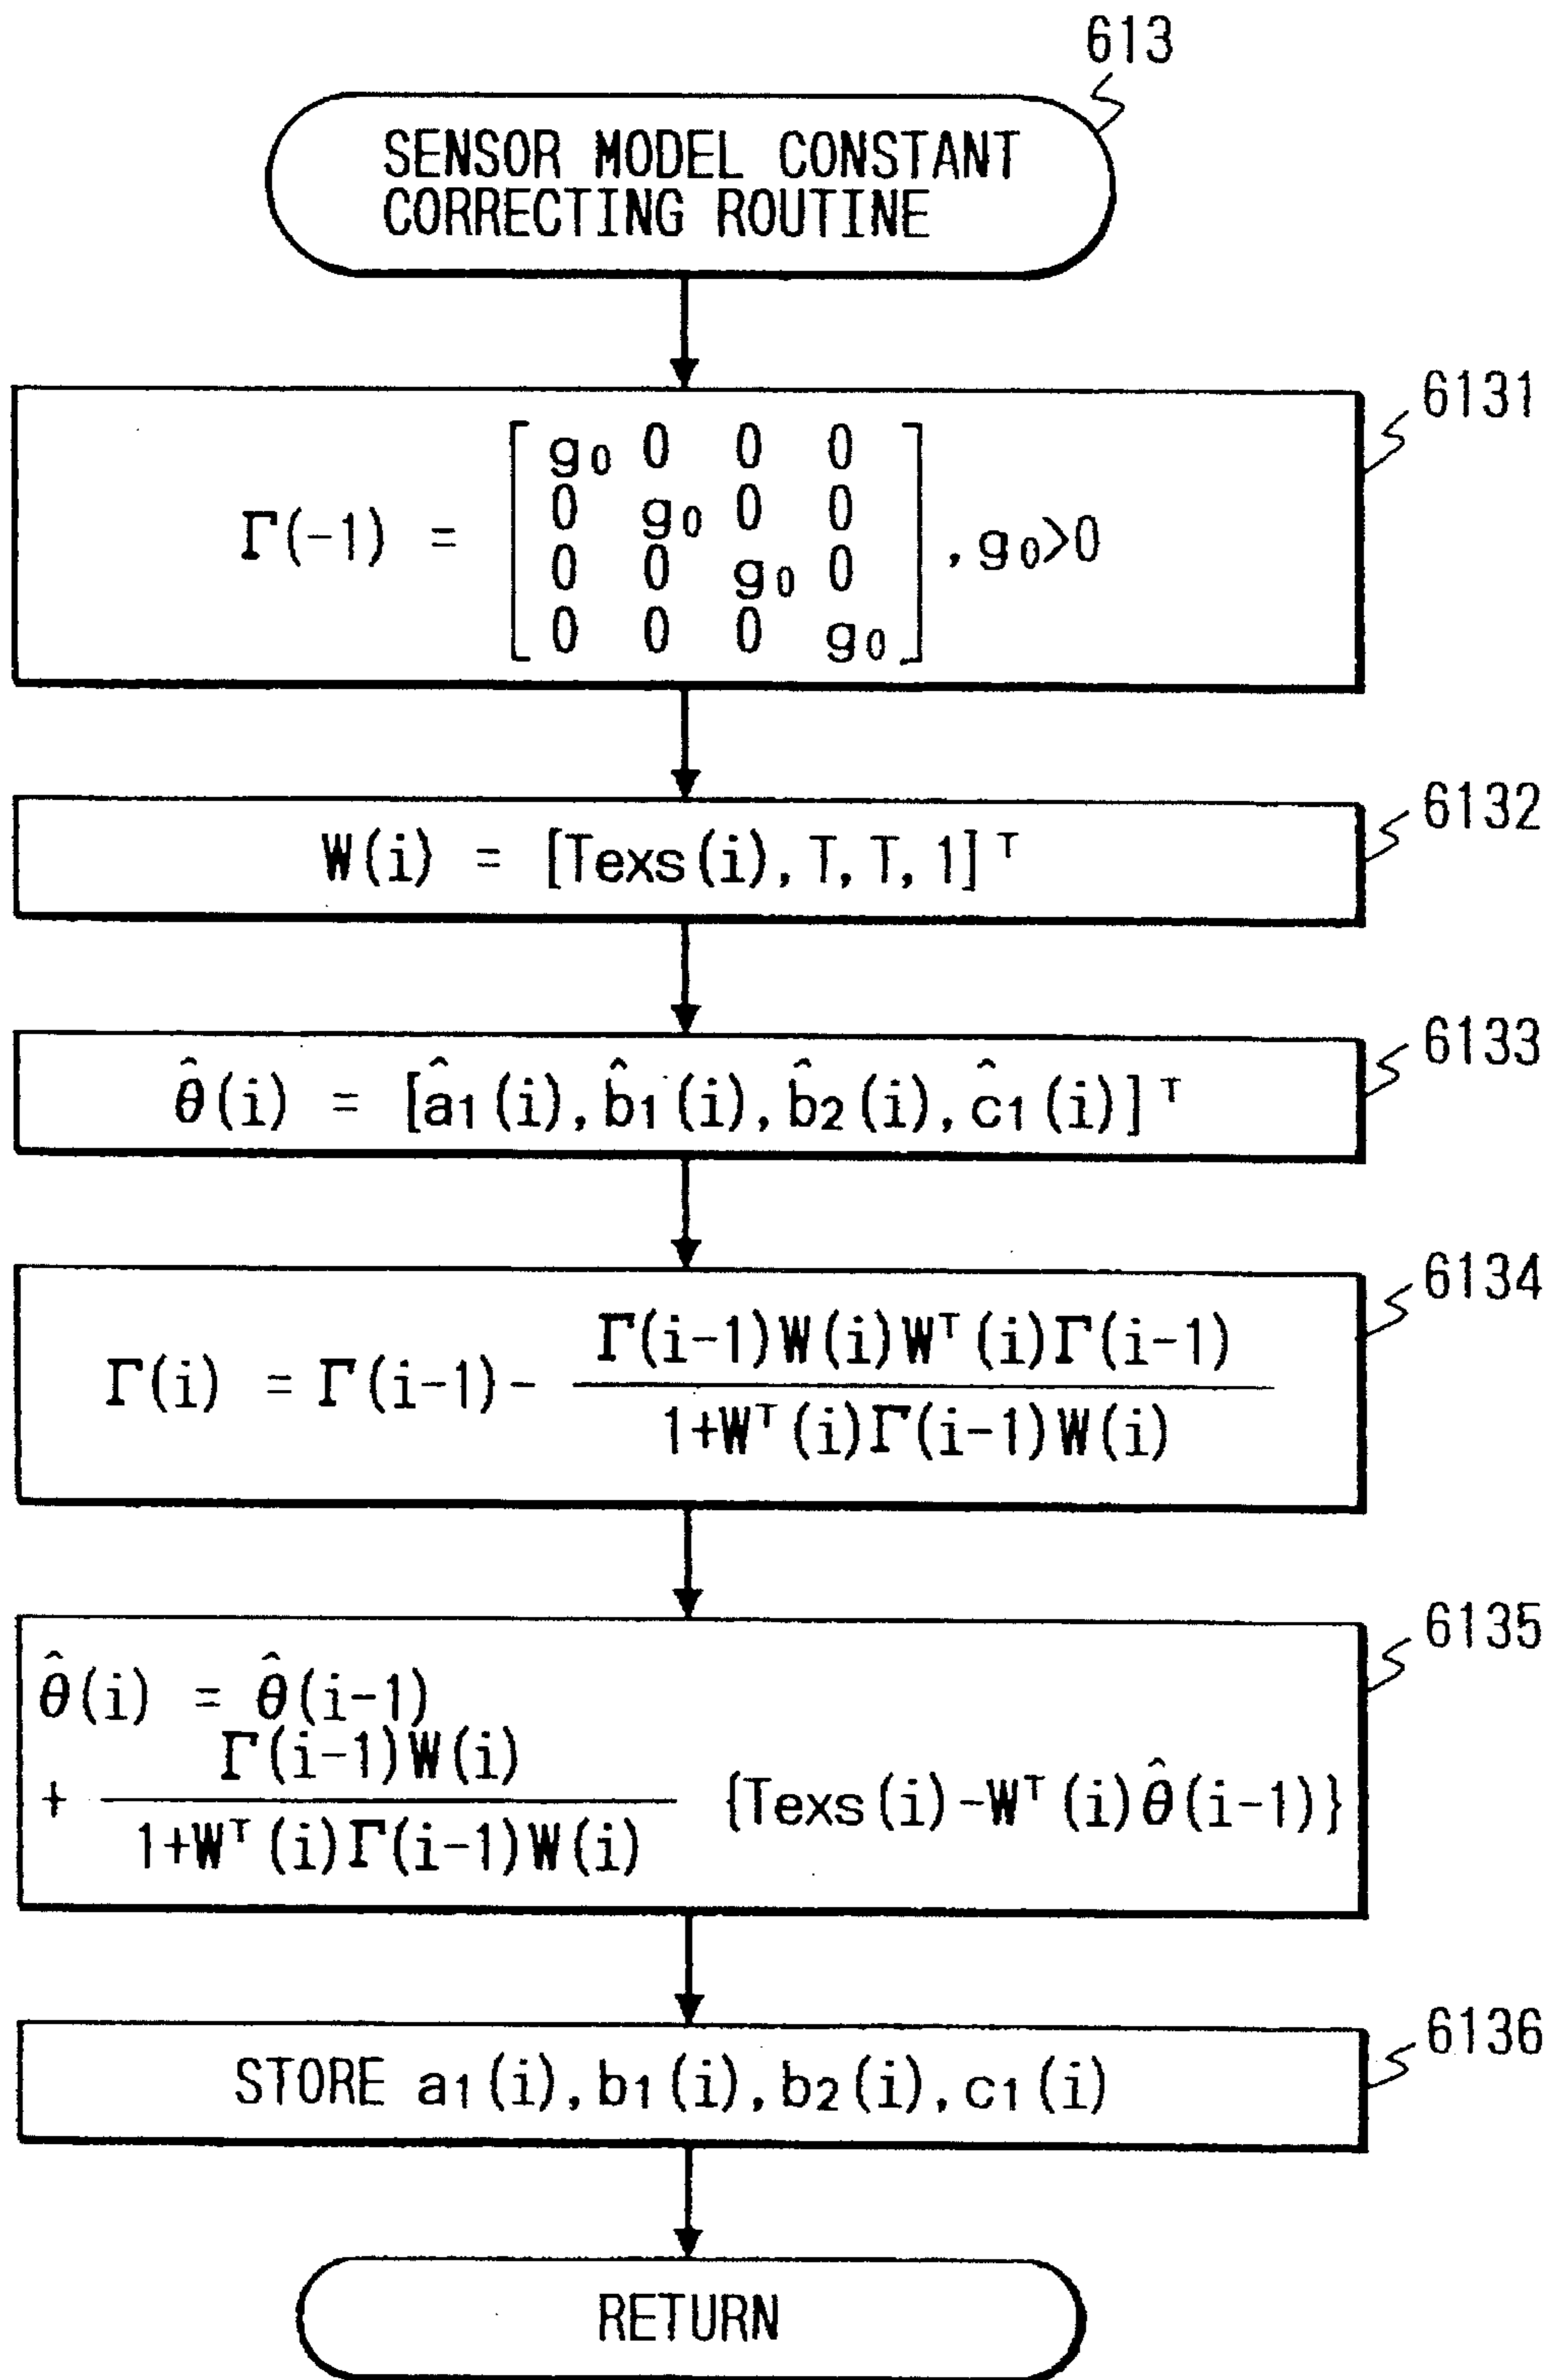 613
SENSOR MODEL CONSTANT
CORRECTING ROUTINE
6131
g₀ 0 0 0
0 g₀ 0 0
Γ(-1) = , g₀>0
0 0 g₀ 0
0 0 0 g₀
6132
W(i) = [Texs(i), T, T, 1]ᵀ
6133
θ̂(i) = [â₁(i), b̂₁(i), b̂₂(i), ĉ₁(i)]ᵀ
6134
Γ(i-1)W(i)Wᵀ(i)Γ(i-1)
Γ(i) = Γ(i-1)-
1+Wᵀ(i)Γ(i-1)W(i)
6135
θ̂(i) = θ̂(i-1)
Γ(i-1)W(i)
+ {Texs(i)-Wᵀ(i)θ̂(i-1)}
1+Wᵀ(i)Γ(i-1)W(i)
6136
STORE a₁(i), b₁(i), b₂(i), c₁(i)
RETURN